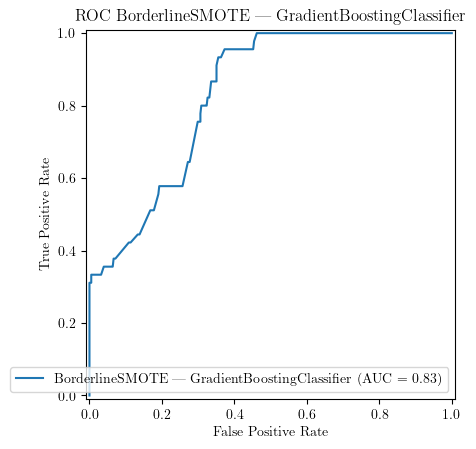 ROC BorderlineSMOTE — GradientBoostingClassifier
1.0
0.8
0.6
0.4
0.2
0.0
True Positive Rate
BorderlineSMOTE — GradientBoostingClassifier (AUC = 0.83)
0.0 0.2 0.4 0.6 0.8 1.0
False Positive Rate